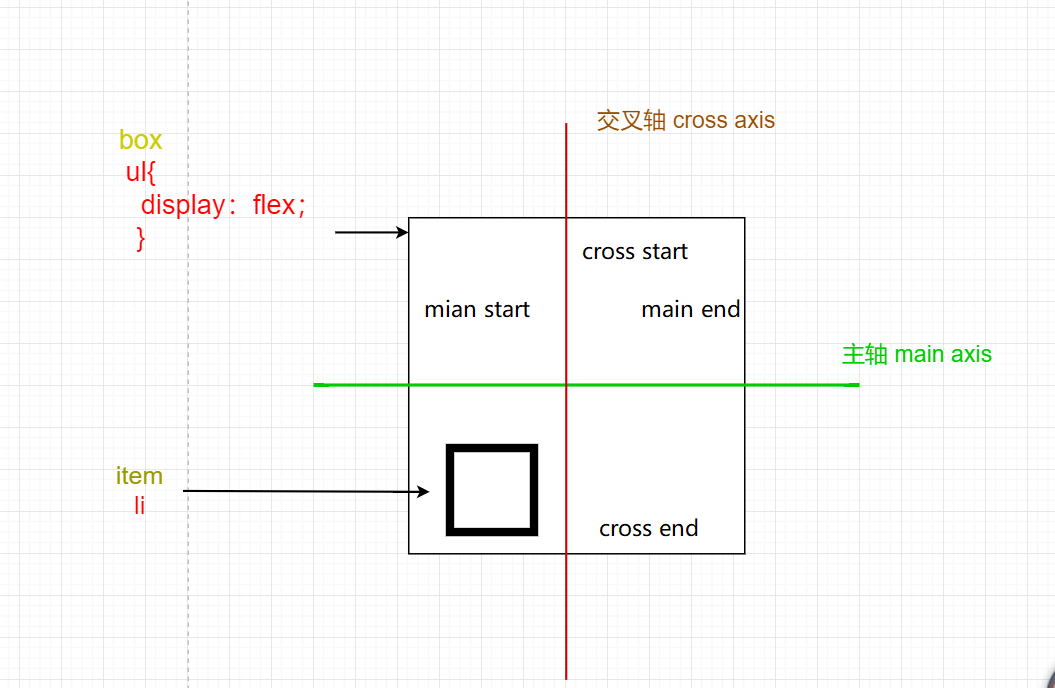 交叉轴 cross axis
box
ul{
display：flex；
}
cross start
mian start
main end
主轴 main axis
item
li
cross end